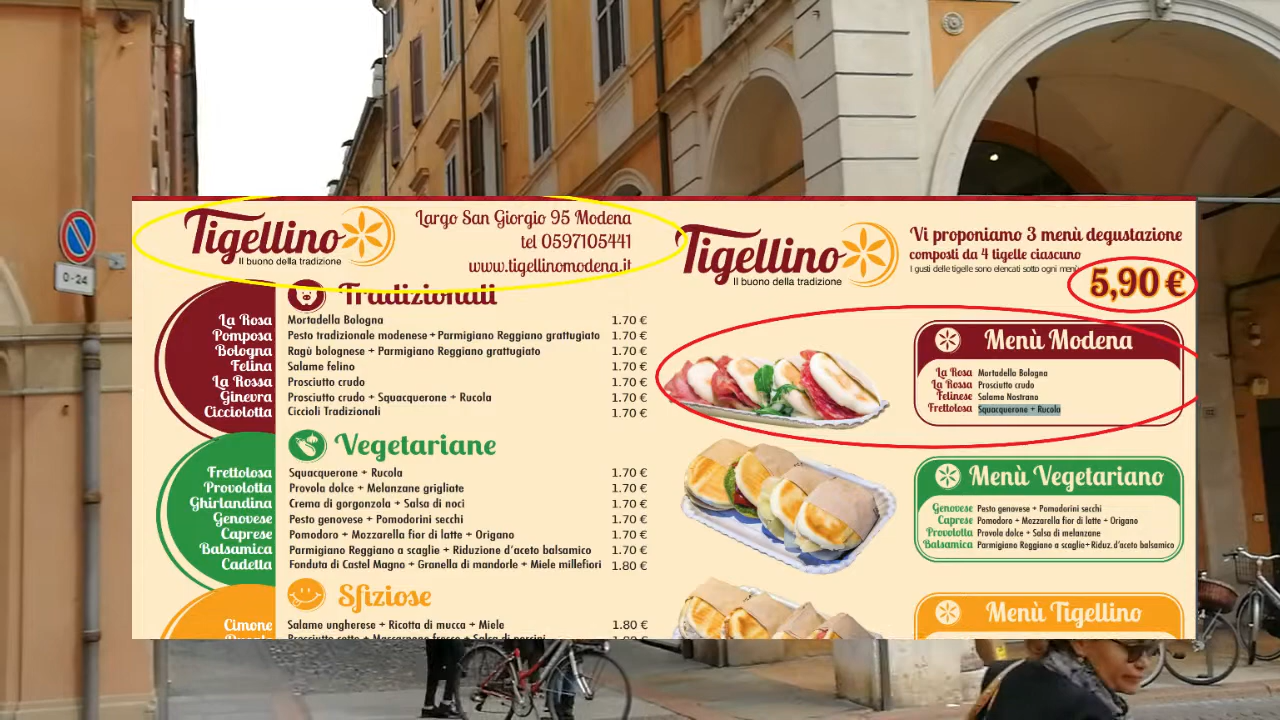 0-24
Tigellino
Il buono della tradizione
Largo San Giorgio 95 Modena
tel 0597105441
www.tigellinomodena.it
Tradizionali
La Rosa Mortadella Bologna 1.70 €
Pomposa Pesto tradizionale modenese + Parmigiano Reggiano grattugiato 1.70 €
Bologna Ragù bolognese + Parmigiano Reggiano grattugiato 1.70 €
Felina Salame felino 1.70 €
La Rossa Prosciutto crudo 1.70 €
Ginevra Prosciutto crudo + Squacquerone + Rucola 1.70 €
Cicciolotta Ciccioli Tradizionali 1.70 €
Vegetariane
Frettolosa Squacquerone + Rucola 1.70 €
Provolotta Provola dolce + Melanzane grigliate 1.70 €
Ghirlandina Crema di gorgonzola + Salsa di noci 1.70 €
Genovese Pesto genovese + Pomodorini secchi 1.70 €
Caprese Pomodoro + Mozzarella fior di latte + Origano 1.70 €
Balsamica Parmigiano Reggiano a scaglie + Riduzione d'aceto balsamico 1.70 €
Cadetta Fonduta di Castel Magno + Granella di mandorle + Miele millefiori 1.80 €
Sfiziose
Cimone Salame ungherese + Ricotta di mucca + Miele 1.80 €
Prosciutto cotto + Mascarpone fresco + Salsa di porcini
Tigellino
Il buono della tradizione
Vi proponiamo 3 menù degustazione
composti da 4 tigelle ciascuno
I gusti delle tigelle sono elencati sotto ogni menù
5,90 €
Menù Modena
La Rosa Mortadella Bologna
La Rossa Prosciutto crudo
Felinese Salame Nostrano
Frettolosa Squacquerone + Rucola
Menù Vegetariano
Genovese Pesto genovese + Pomodorini secchi
Caprese Pomodoro + Mozzarella fior di latte + Origano
Provolotta Provola dolce + Salsa di melanzane
Balsamica Parmigiano Reggiano a scaglie+Riduz.d'aceto balsamico
Menù Tigellino